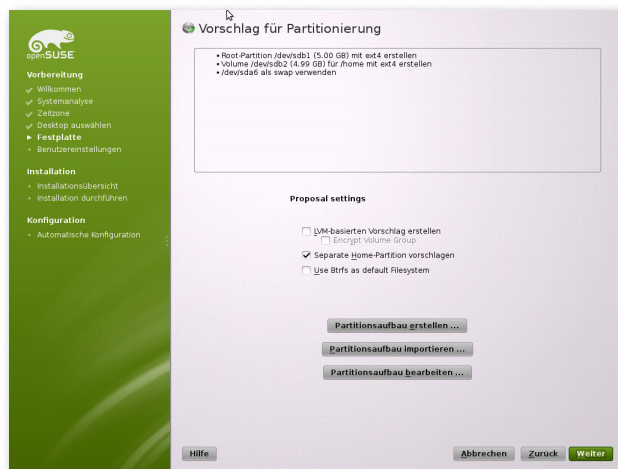 openSUSE
Vorbereitung
Willkommen
Systemanalyse
Zeitzone
Desktop auswählen
Festplatte
Benutzereinstellungen
Installation
Installationsübersicht
Installation durchführen
Konfiguration
Automatische Konfiguration
Vorschlag für Partitionierung
• Root-Partition /dev/sdb1 (5.00 GB) mit ext4 erstellen
• Volume /dev/sdb2 (4.99 GB) für /home mit ext4 erstellen
• /dev/sda6 als swap verwenden
Proposal settings
LVM-basierten Vorschlag erstellen
Encrypt Volume Group
Separate Home-Partition vorschlagen
Use Btrfs as default Filesystem
Partitionsaufbau erstellen ...
Partitionsaufbau importieren ...
Partitionsaufbau bearbeiten ...
Hilfe
Abbrechen
Zurück
Weiter